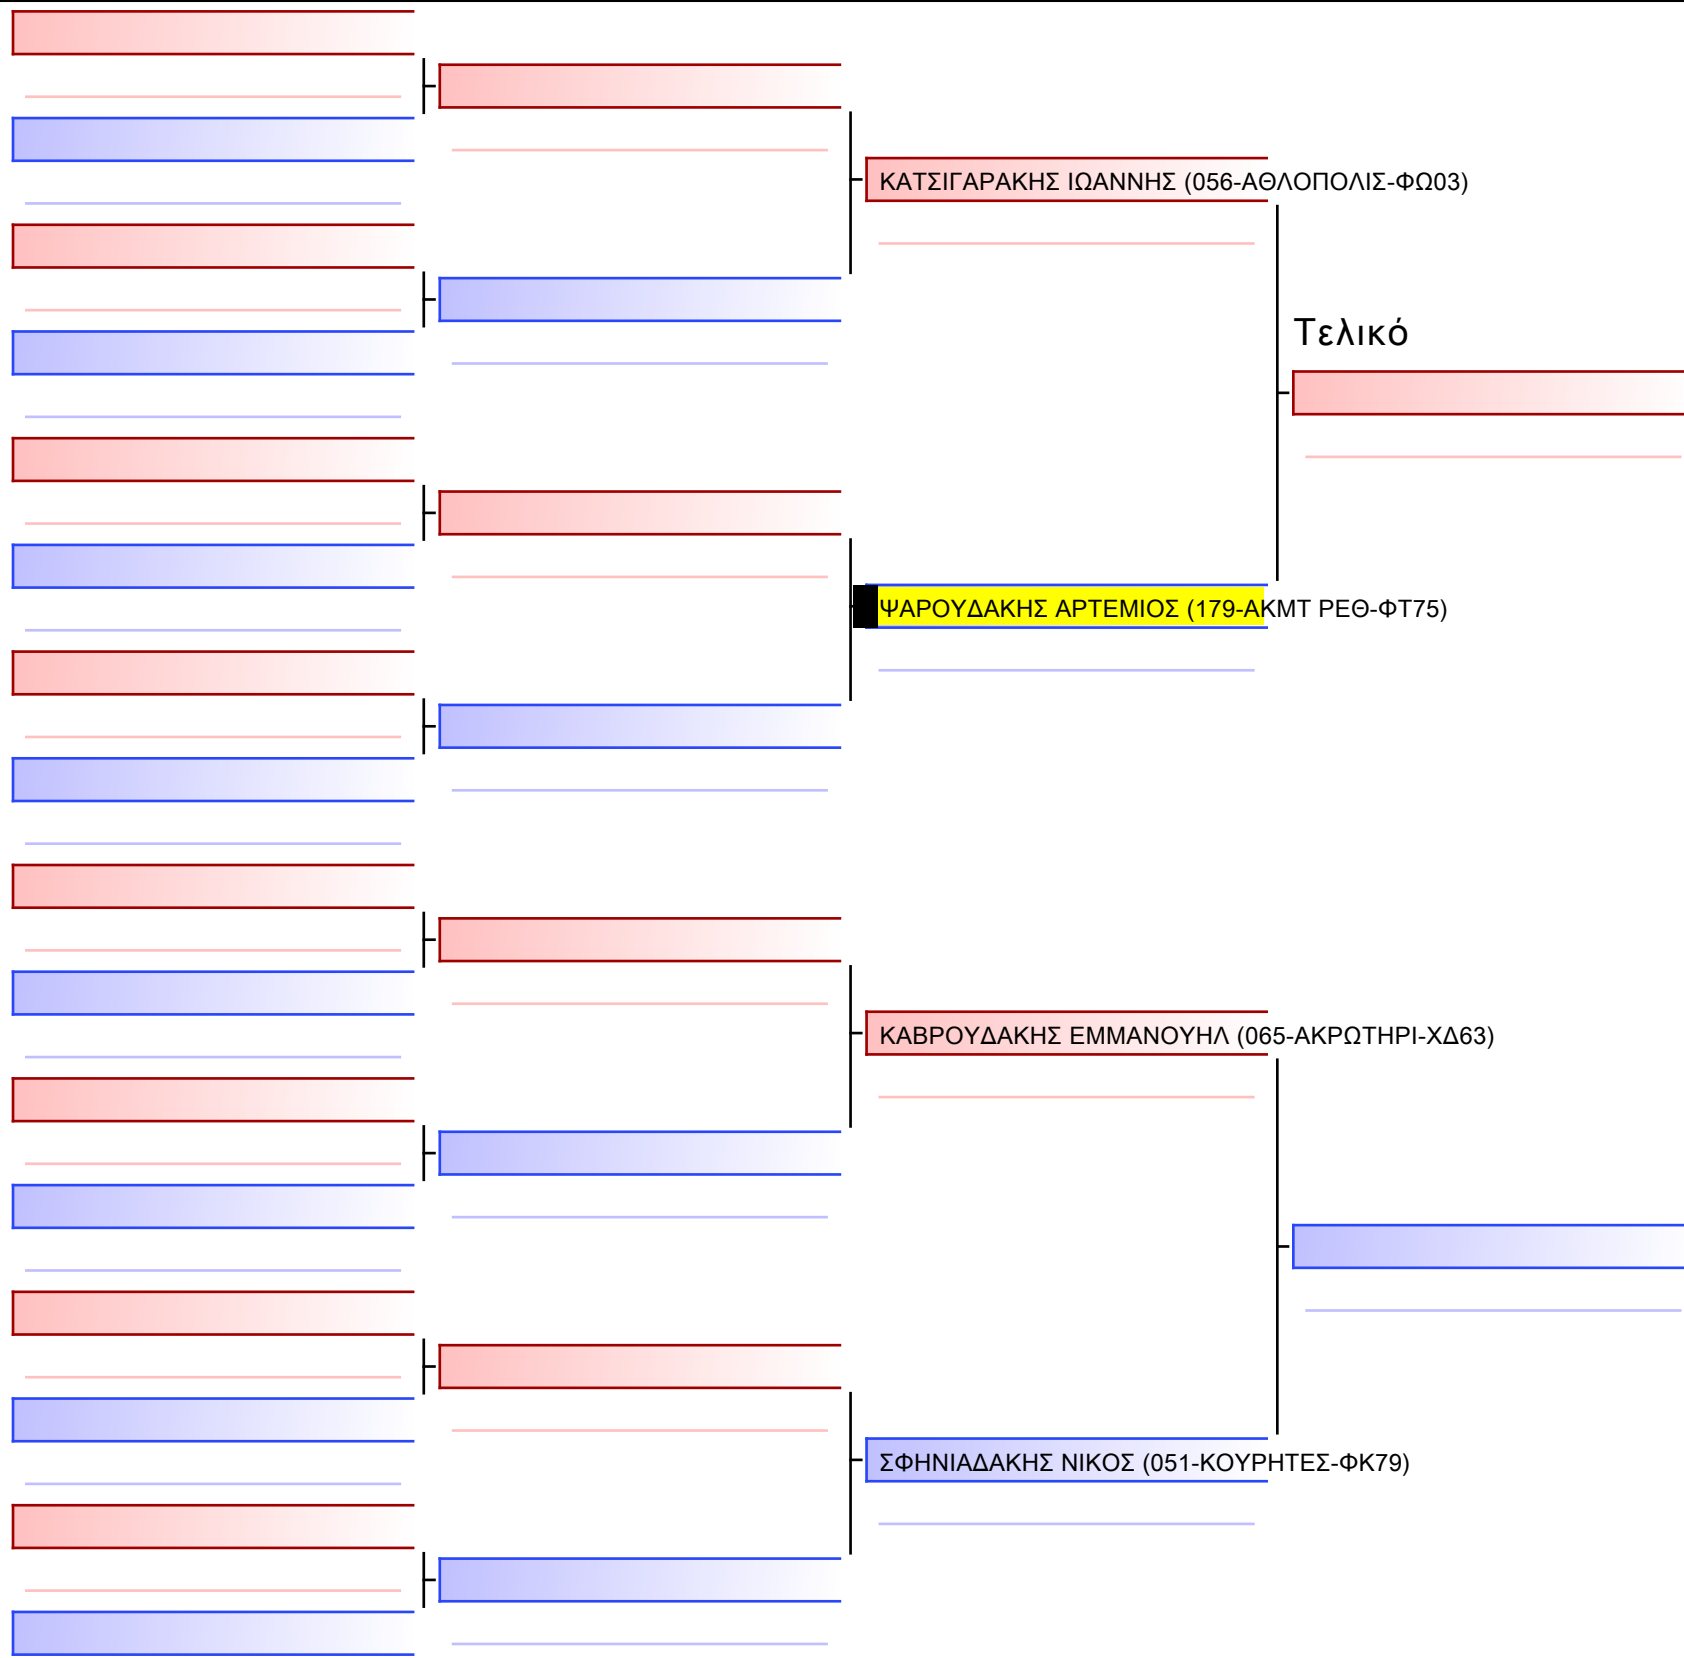 ΚΑΤΣΙΓΑΡΑΚΗΣ ΙΩΑΝΝΗΣ (056-ΑΘΛΟΠΟΛΙΣ-ΦΩ03)
Τελικό
ΨΑΡΟΥΔΑΚΗΣ ΑΡΤΕΜΙΟΣ (179-ΑΚΜΤ ΡΕΘ-ΦΤ75)
ΚΑΒΡΟΥΔΑΚΗΣ ΕΜΜΑΝΟΥΗΛ (065-ΑΚΡΩΤΗΡΙ-ΧΔ63)
ΣΦΗΝΙΑΔΑΚΗΣ ΝΙΚΟΣ (051-ΚΟΥΡΗΤΕΣ-ΦΚ79)